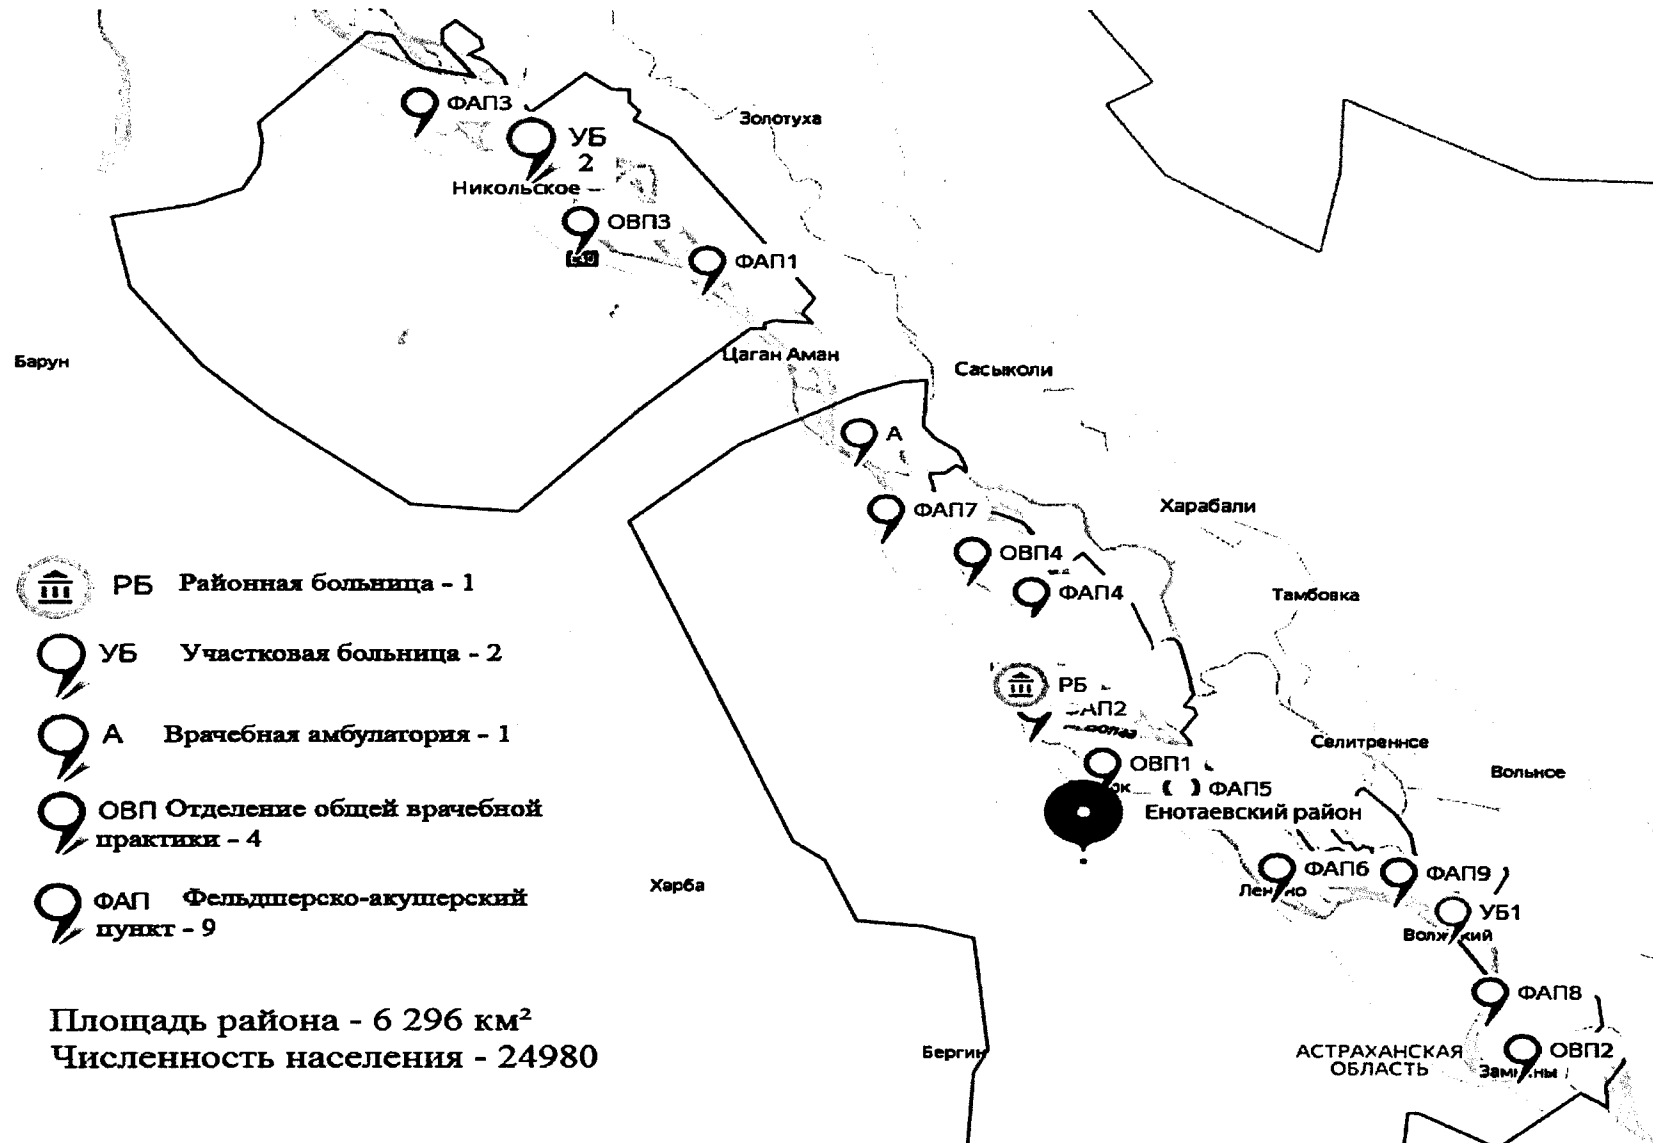 ФАП3
УБ
2
Золотуха
Никольское
ОВП3
ФАП1
Барун
Цаган Аман
Сасыколи
А
ФАП7
Харабали
ОВП4
ФАП4
Тамбовка
РБ
АП2
Селитренное
Вольное
ОВП1
ФАП5
Енотаевский район
ФАП6
ФАП9
УБ1
Харба
ФАП8
Бергин
АСТРАХАНСКАЯ
ОБЛАСТЬ
ОВП2
РБ Районная больница - 1
УБ Участковая больница - 2
А Врачебная амбулатория - 1
ОВП Отделение общей врачебной
практики - 4
ФАП Фельдшерско-акушерский
пункт - 9
Площадь района - 6 296 км²
Численность населения - 24980